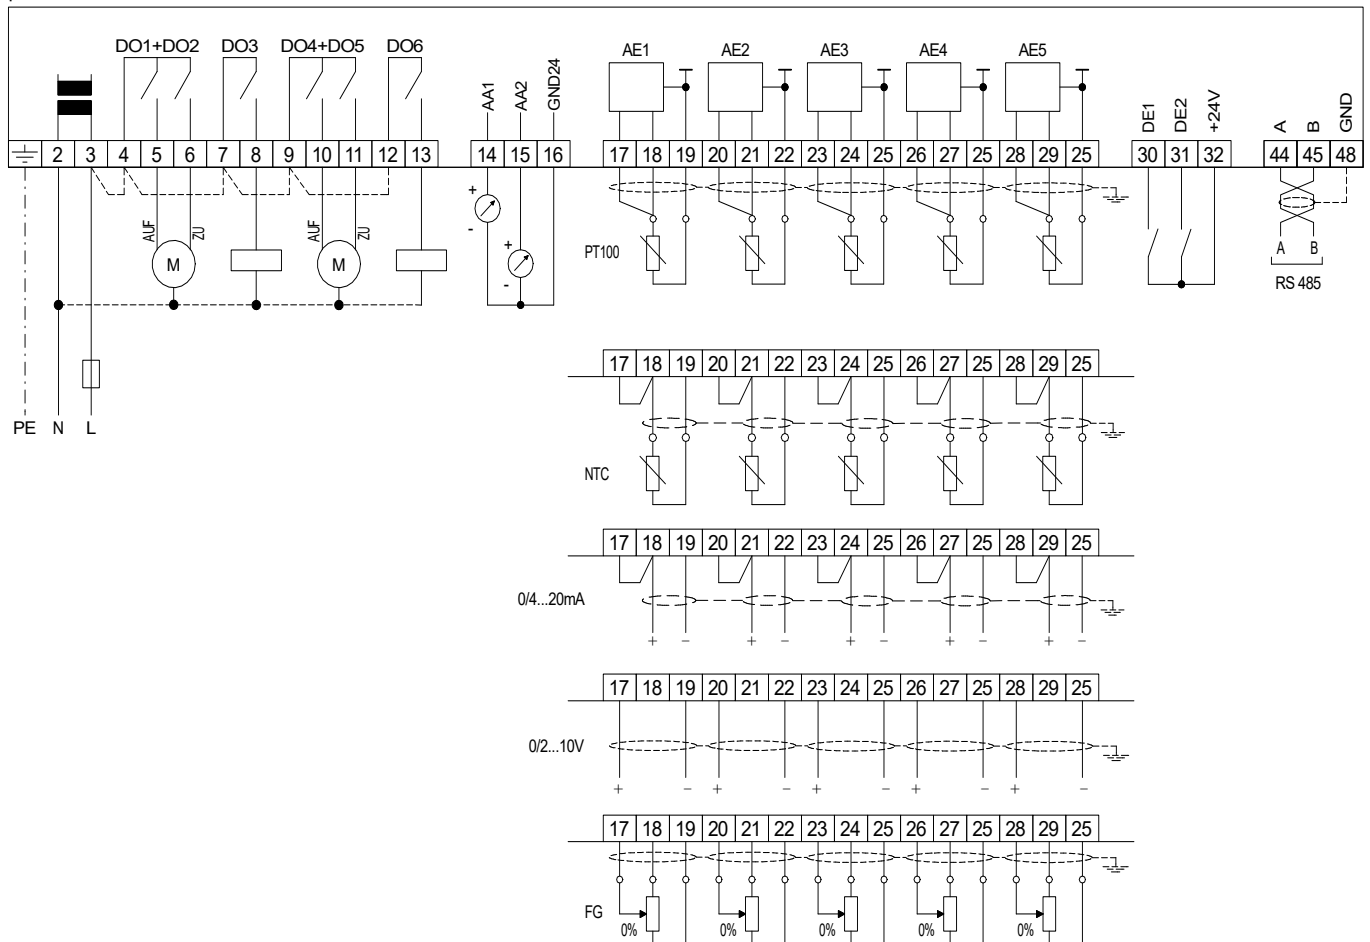 DO1+DO2 DO3 DO4+DO5 DO6
AA1 AA2 GND24
AE1 AE2 AE3 AE4 AE5
DE1 DE2 +24V
A B GND
2 3 4 5 6 7 8 9 10 11 12 13
14 15 16
17 18 19 20 21 22 23 24 25 26 27 25 28 29 25
30 31 32
44 45 48
AUF ZU AUF ZU
M M
+ -
+ -
PT100
A B
RS 485
PE N L
17 18 19 20 21 22 23 24 25 26 27 25 28 29 25
NTC
17 18 19 20 21 22 23 24 25 26 27 25 28 29 25
0/4...20mA
+ - + - + - + - + -
17 18 19 20 21 22 23 24 25 26 27 25 28 29 25
0/2...10V
+ - + - + - + - + -
17 18 19 20 21 22 23 24 25 26 27 25 28 29 25
FG
0% 0% 0% 0% 0%